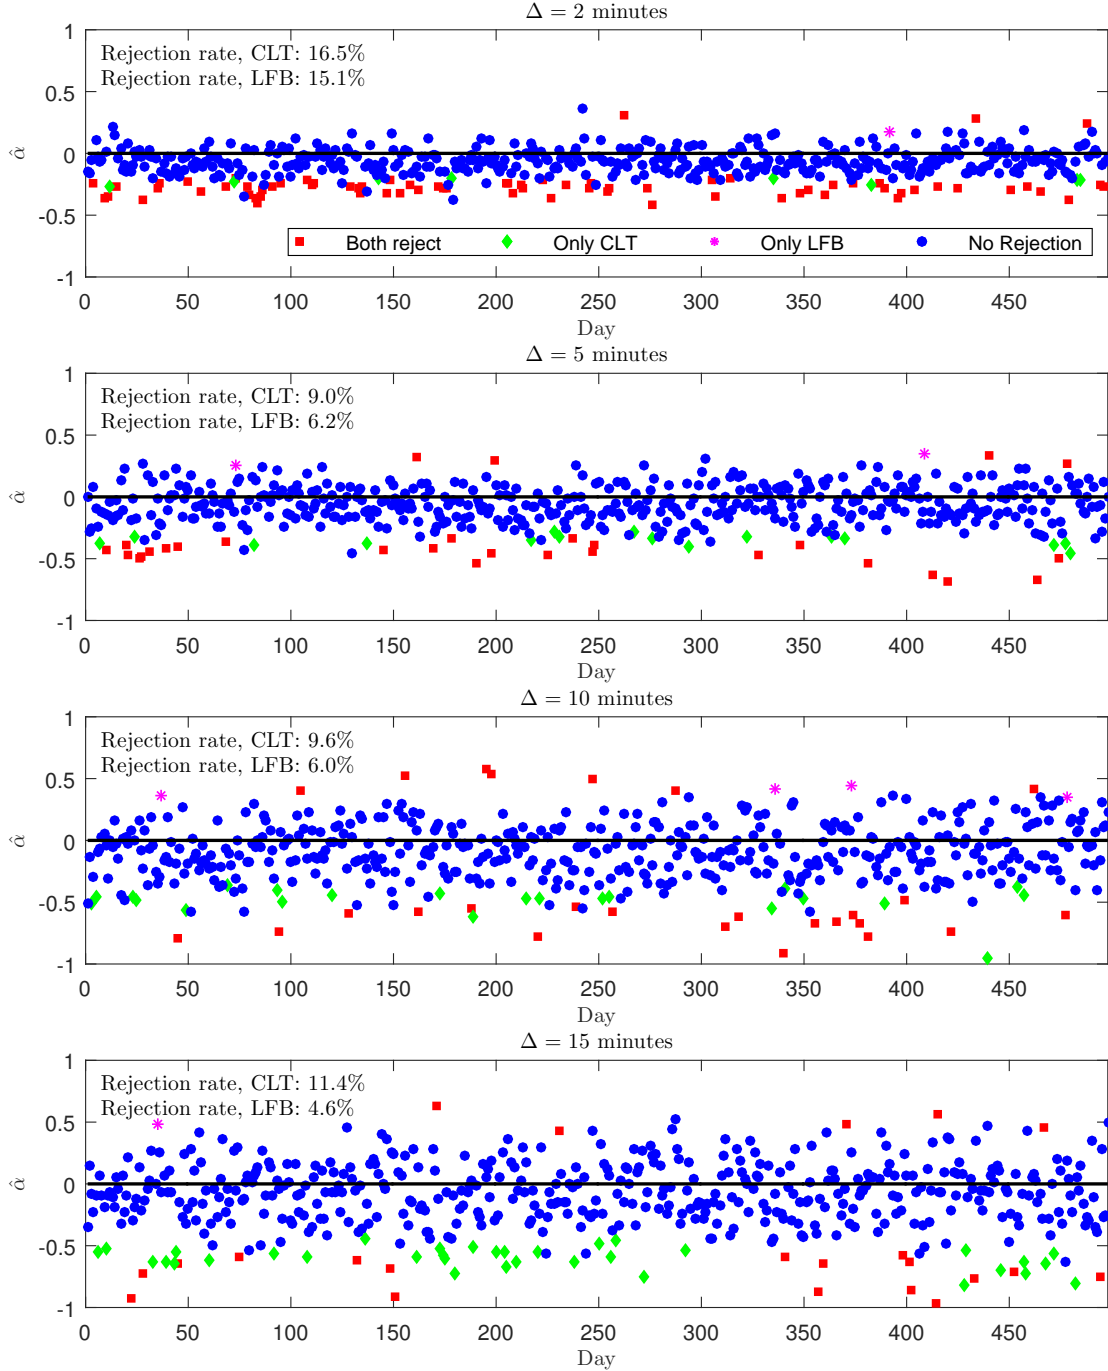 Δ = 2 minutes
Rejection rate, CLT: 16.5%
Rejection rate, LFB: 15.1%
1
0.5
0
-0.5
-1
α̂
Both reject
Only CLT
Only LFB
No Rejection
0 50 100 150 200 250 300 350 400 450
Day
Δ = 5 minutes
Rejection rate, CLT: 9.0%
Rejection rate, LFB: 6.2%
1
0.5
0
-0.5
-1
α̂
0 50 100 150 200 250 300 350 400 450
Day
Δ = 10 minutes
Rejection rate, CLT: 9.6%
Rejection rate, LFB: 6.0%
1
0.5
0
-0.5
-1
α̂
0 50 100 150 200 250 300 350 400 450
Day
Δ = 15 minutes
Rejection rate, CLT: 11.4%
Rejection rate, LFB: 4.6%
1
0.5
0
-0.5
-1
α̂
0 50 100 150 200 250 300 350 400 450
Day